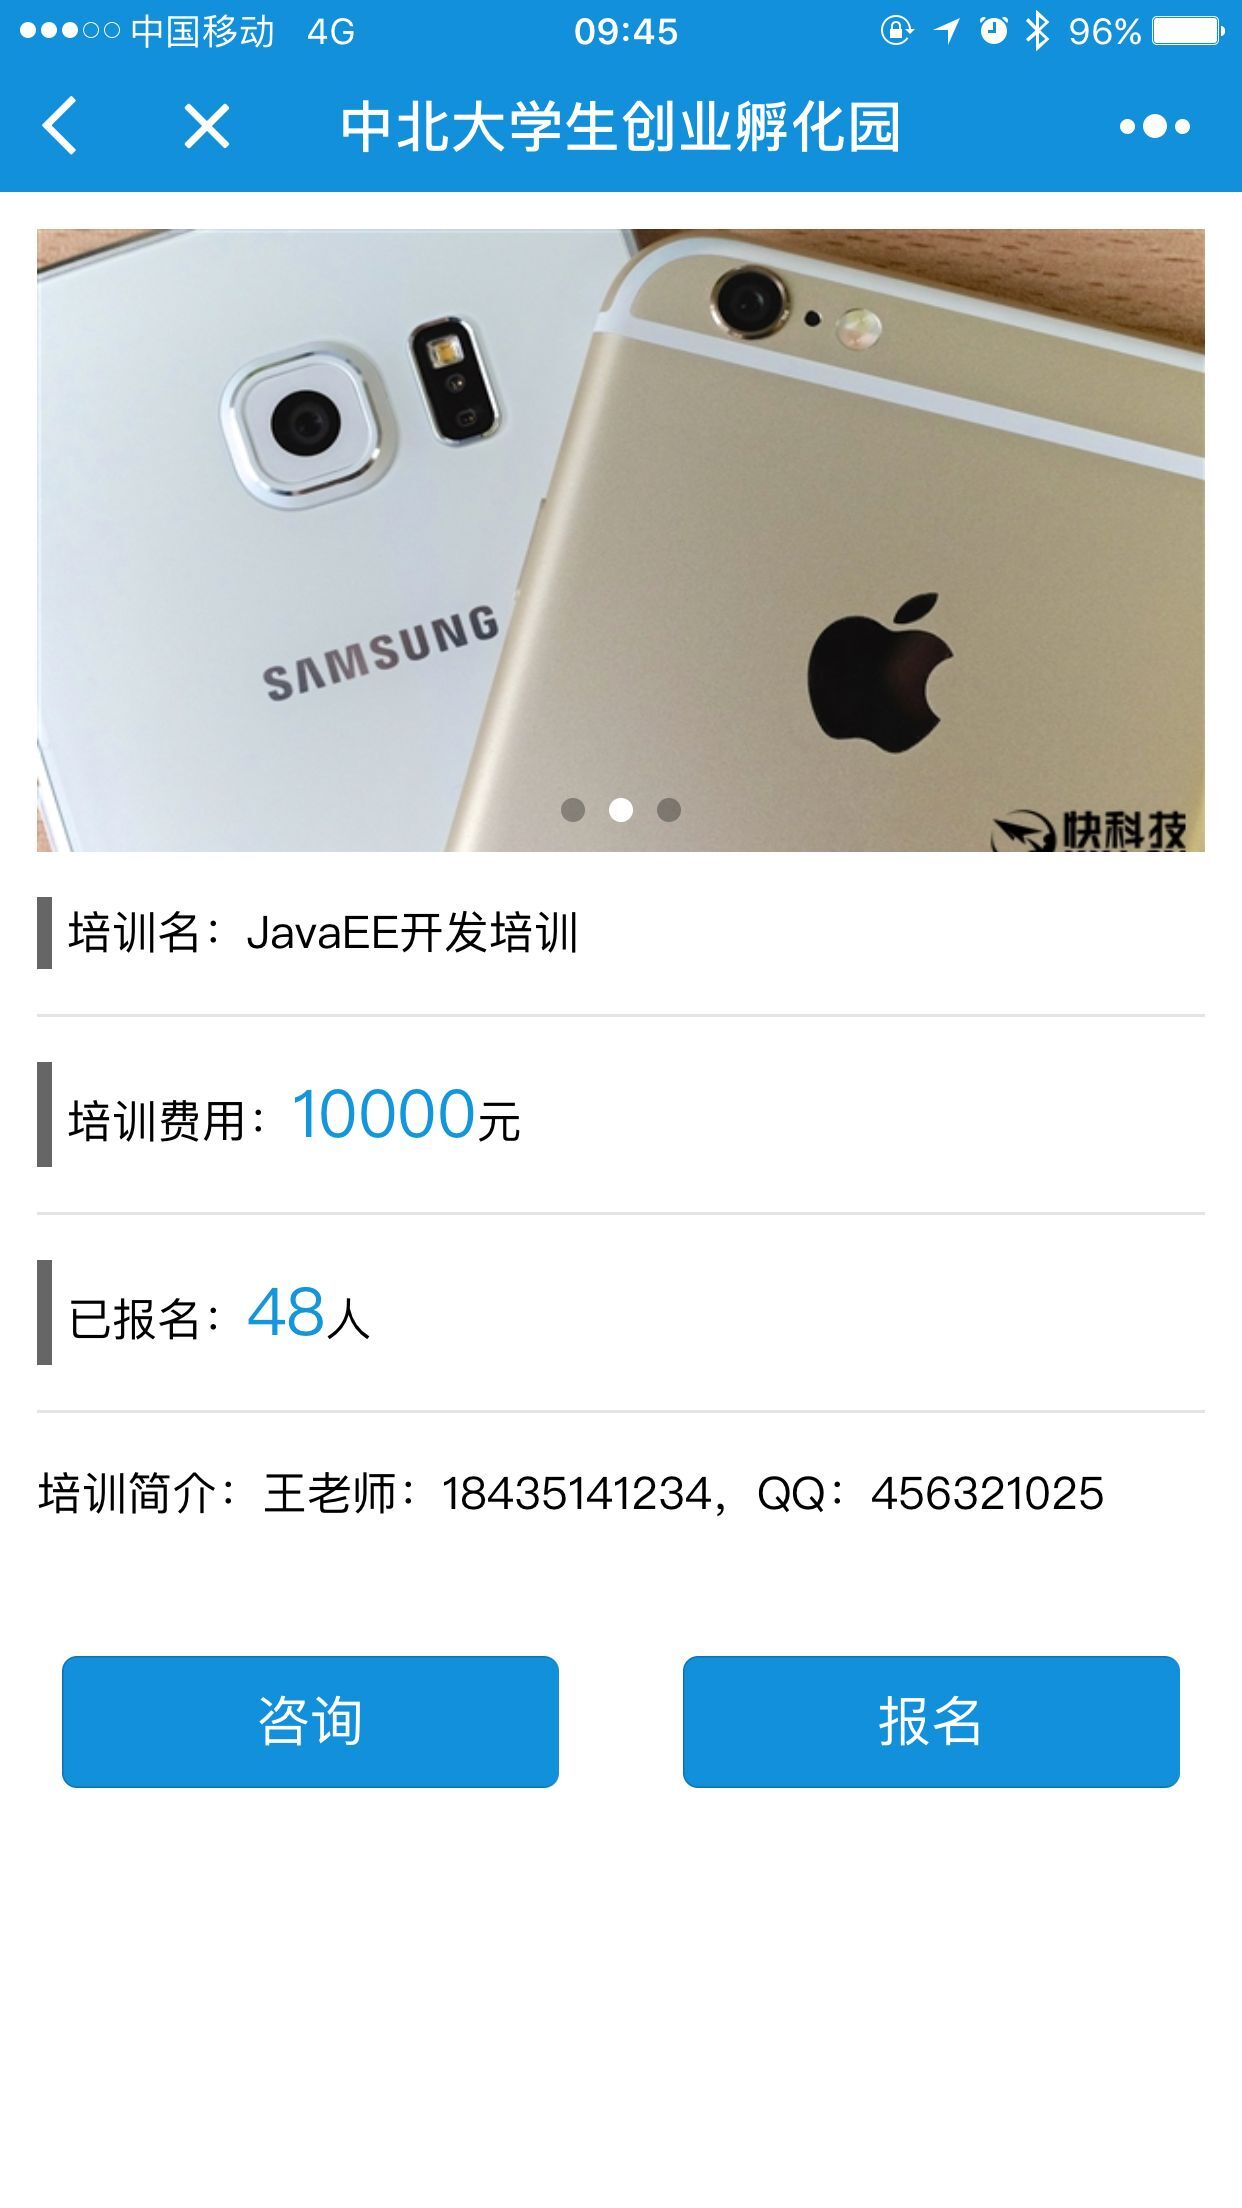 中国移动 4G 09:45 96%
中北大学生创业孵化园
SAMSUNG
快科技
培训名：JavaEE开发培训
培训费用：10000元
已报名：48人
培训简介：王老师：18435141234，QQ：456321025
咨询 报名